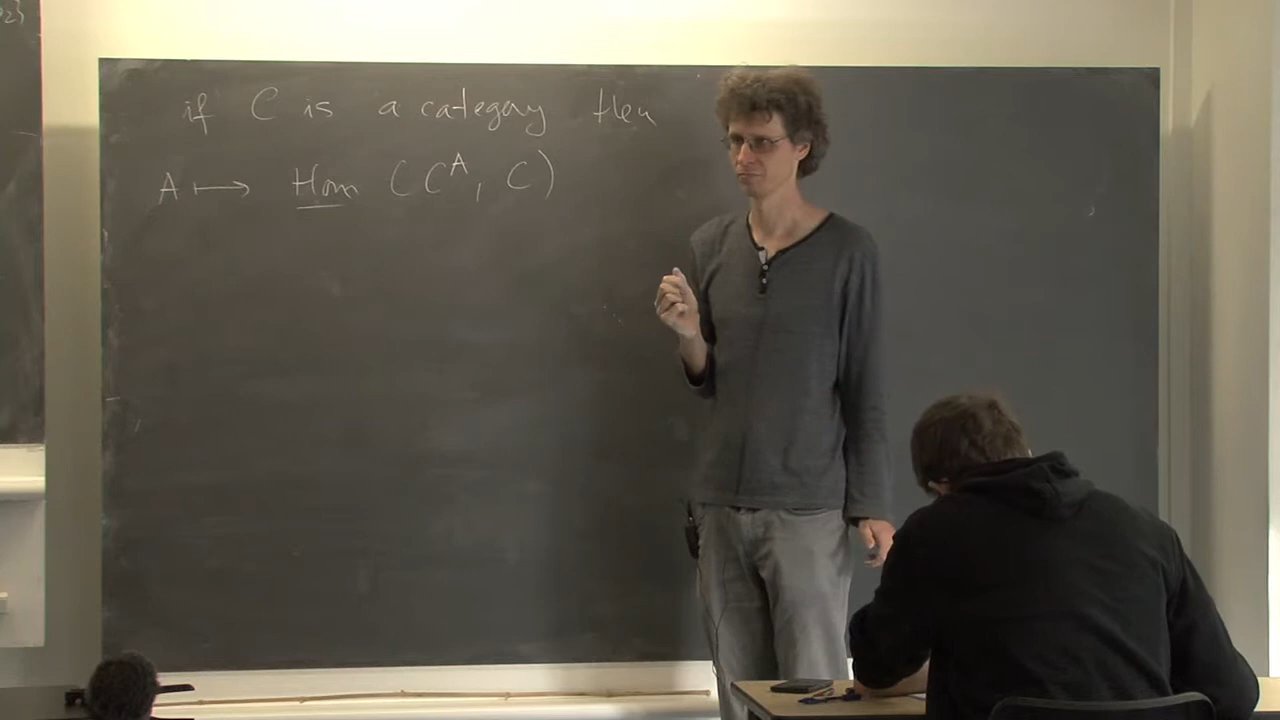 if C is a category then
A ⟼ Hom (C^A, C)